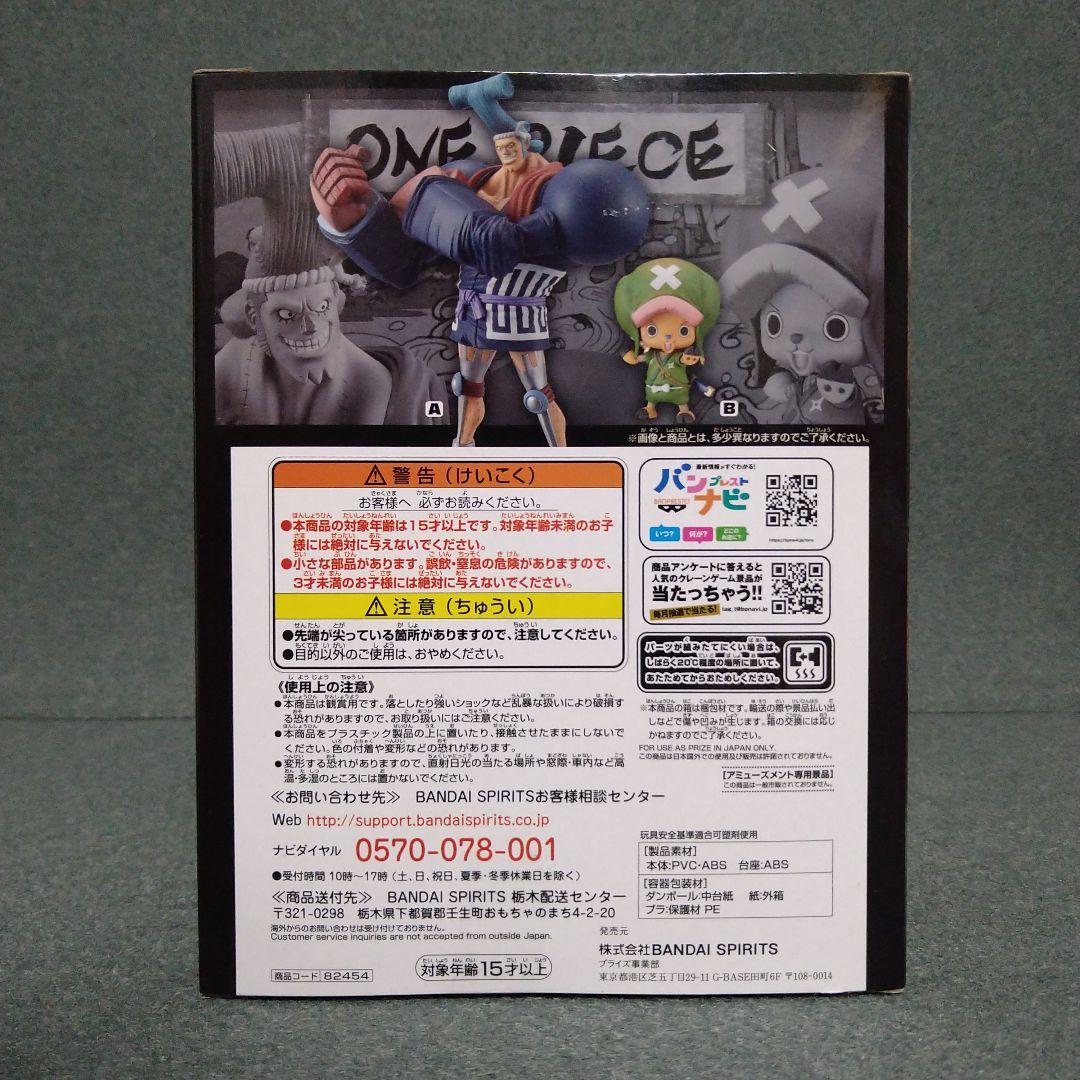 ONE PIECE
A
B
※画像と商品とは、多少異なりますのでご了承ください。
⚠警告(けいこく)
お客様へ 必ずお読みください。
●本商品の対象年齢は15才以上です。対象年齢未満のお子
様には絶対に与えないでください。
●小さな部品があります。誤飲・窒息の危険がありますので、
3才未満のお子様には絶対に与えないでください。
⚠注意(ちゅうい)
●先端が尖っている箇所がありますので、注意してください。
●目的以外のご使用は、おやめください。
《使用上の注意》
●本商品は観賞用です。落としたり強いショックなど乱暴な扱いにより破損す
る恐れがありますので、お取り扱いにはご注意ください。
●本商品をプラスチック製品の上に置いたり、接触させたままにしないで
ください。色の付着や変形などの恐れがあります。
●変形する恐れがありますので、直射日光の当たる場所や窓際・車内など高
温・多湿のところには置かないでください。
≪お問い合わせ先≫ BANDAI SPIRITSお客様相談センター
Web http://support.bandaispirits.co.jp
ナビダイヤル 0570-078-001
●受付時間 10時〜17時(土、日、祝日、夏季・冬季休業日を除く)
≪商品送付先≫ BANDAI SPIRITS 栃木配送センター
〒321-0298 栃木県下都賀郡壬生町おもちゃのまち4-2-20
海外からのお問い合わせは受け付けておりません。
Customer service inquiries are not accepted from outside Japan.
商品コード 82454
対象年齢15才以上
最新情報がすぐわかる!
バンプレストナビ
BANPRESTO
いつ? 何が? どこのお店に?
商品アンケートに答えると
人気のクレーンゲーム景品が
当たっちゃう!!
毎月抽選で当たる!
パーツが組みたてにくい場合は、
しばらく20℃程度の場所に置いて、
あたためてからおためしください。
※本商品の箱は梱包材です。輸送の際や景品払い出
しなどで傷や凹みが生じます。箱の交換には応じ
かねますのでご了承ください。
FOR USE AS PRIZE IN JAPAN ONLY.
この商品は日本国外での使用及び販売は許諾されておりません。
[アミューズメント専用景品]
この商品は一般市販されておりません。
玩具安全基準適合可塑剤使用
[製品素材]
本体:PVC・ABS 台座:ABS
[容器包装材]
ダンボール:中台紙 紙:外箱
プラ:保護材 PE
発売元
株式会社BANDAI SPIRITS
プライズ事業部
東京都港区芝五丁目29-11 G-BASE田町6F 〒108-0014